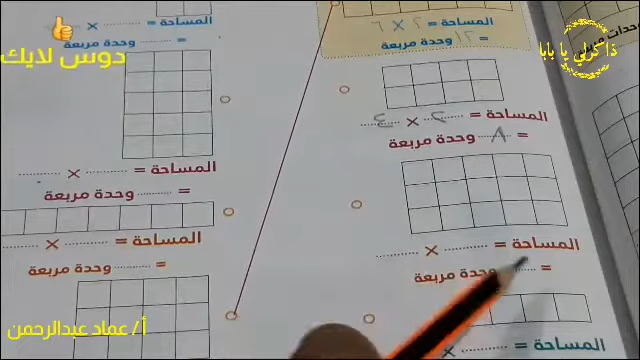 المساحة = ٢ × ٦
= ١٢ وحدة مربعة
المساحة = ٢ × ٤
= ٨ وحدة مربعة
المساحة = .......... × ..........
= .......... وحدة مربعة
المساحة = .......... ×
×
= .......... وحدة مربعة
المساحة = .......... × ..........
= .......... وحدة مربعة
المساحة = .......... × ..........
= .......... وحدة مربعة
ذاكرلي يا بابا
دوس لايك
أ/ عماد عبدالرحمن